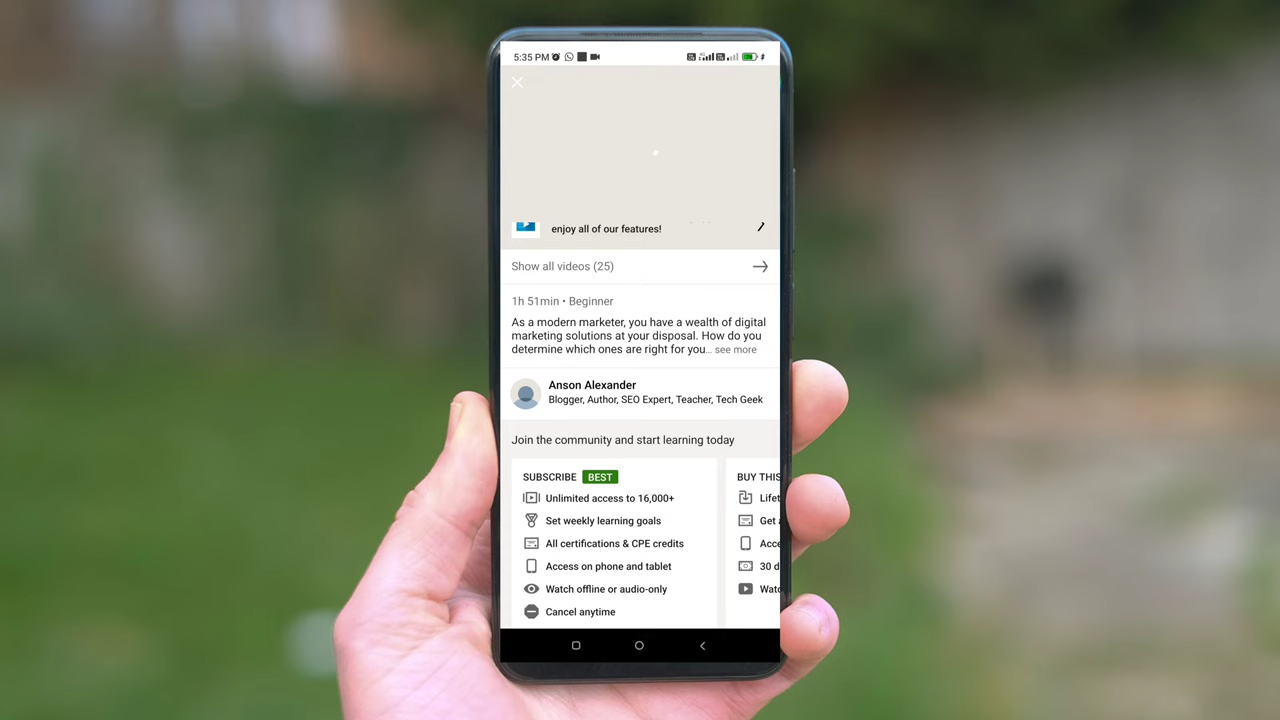 5:35 PM
enjoy all of our features!
Show all videos (25)
1h 51min • Beginner
As a modern marketer, you have a wealth of digital
marketing solutions at your disposal. How do you
determine which ones are right for you... see more
Anson Alexander
Blogger, Author, SEO Expert, Teacher, Tech Geek
Join the community and start learning today
SUBSCRIBE BEST
Unlimited access to 16,000+
Set weekly learning goals
All certifications & CPE credits
Access on phone and tablet
Watch offline or audio-only
Cancel anytime
BUY THIS
Get
30